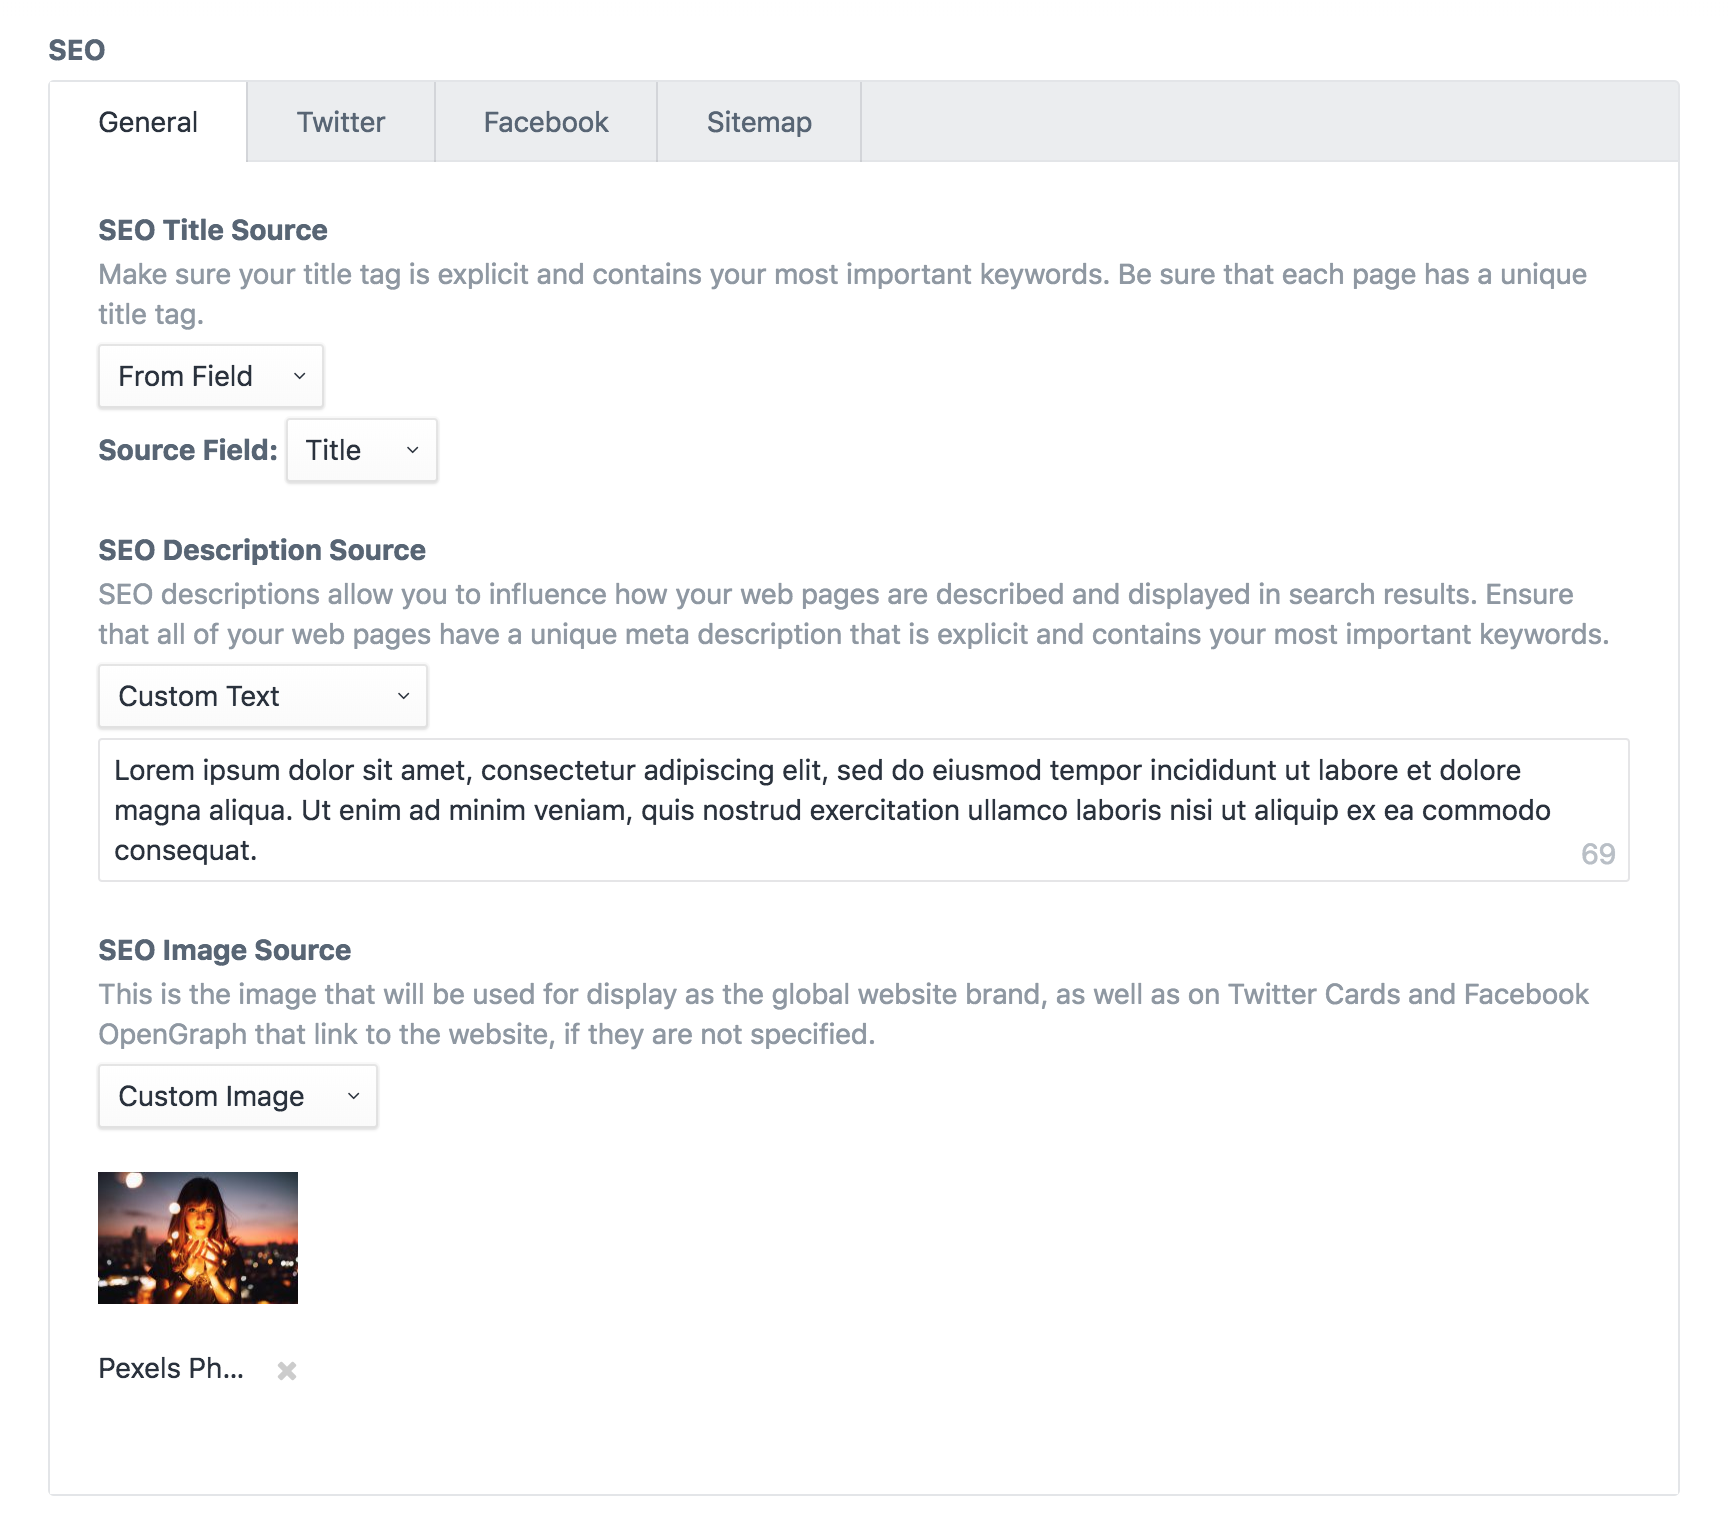 SEO
General
Twitter
Facebook
Sitemap
SEO Title Source
Make sure your title tag is explicit and contains your most important keywords. Be sure that each page has a unique
title tag.
From Field
Source Field: Title
SEO Description Source
SEO descriptions allow you to influence how your web pages are described and displayed in search results. Ensure
that all of your web pages have a unique meta description that is explicit and contains your most important keywords.
Custom Text
Lorem ipsum dolor sit amet, consectetur adipiscing elit, sed do eiusmod tempor incididunt ut labore et dolore
magna aliqua. Ut enim ad minim veniam, quis nostrud exercitation ullamco laboris nisi ut aliquip ex ea commodo
consequat.
69
SEO Image Source
This is the image that will be used for display as the global website brand, as well as on Twitter Cards and Facebook
OpenGraph that link to the website, if they are not specified.
Custom Image
Pexels Ph...